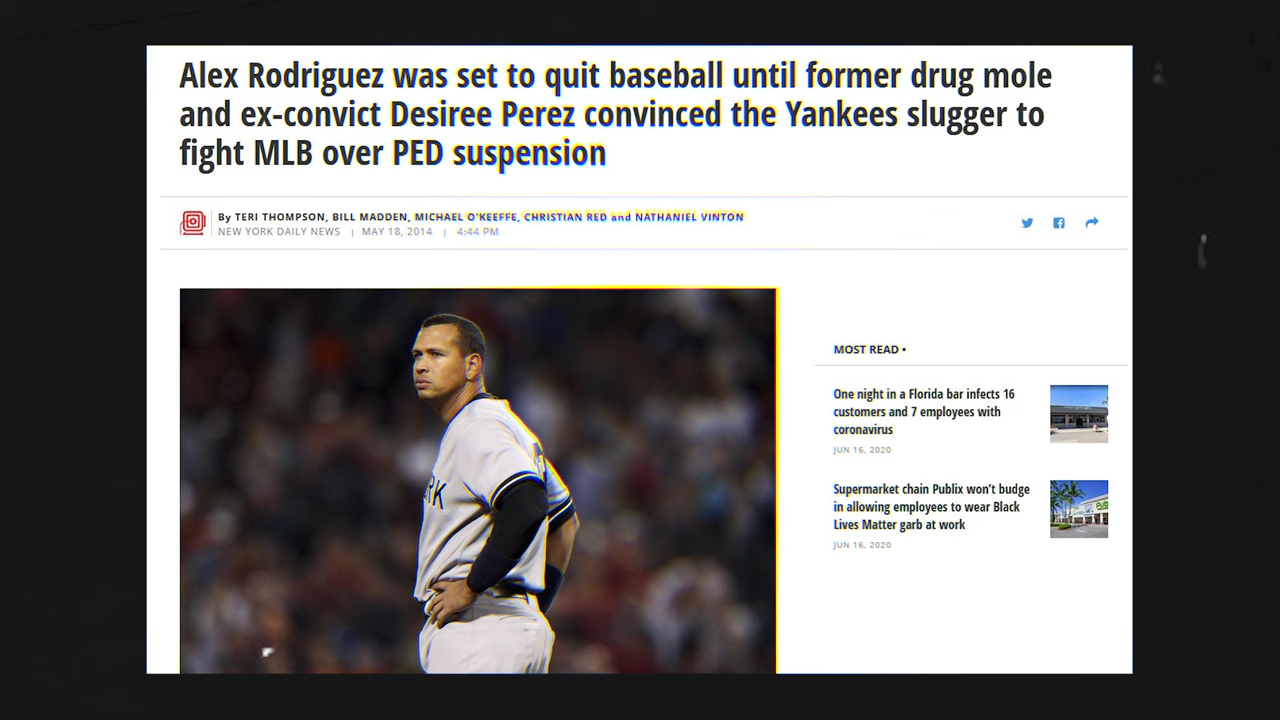 Alex Rodriguez was set to quit baseball until former drug mole
and ex-convict Desiree Perez convinced the Yankees slugger to
fight MLB over PED suspension
By TERI THOMPSON, BILL MADDEN, MICHAEL O'KEEFFE, CHRISTIAN RED and NATHANIEL VINTON
NEW YORK DAILY NEWS | MAY 18, 2014 | 4:44 PM
RK
MOST READ •
One night in a Florida bar infects 16
customers and 7 employees with
coronavirus
JUN 16, 2020
Supermarket chain Publix won't budge
in allowing employees to wear Black
Lives Matter garb at work
JUN 16, 2020